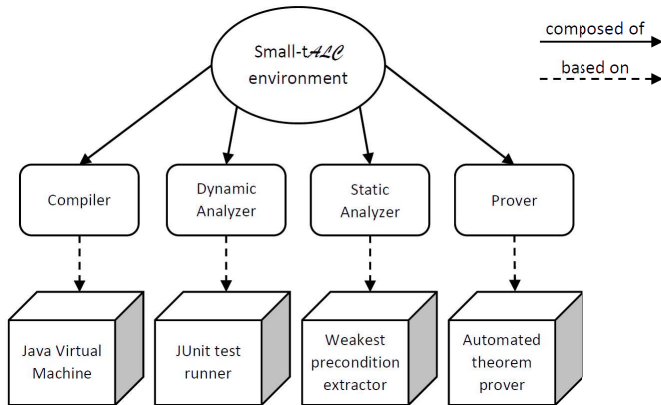 Small-tALC
environment
composed of
based on
Compiler
Dynamic
Analyzer
Static
Analyzer
Prover
Java Virtual
Machine
JUnit test
runner
Weakest
precondition
extractor
Automated
theorem
prover